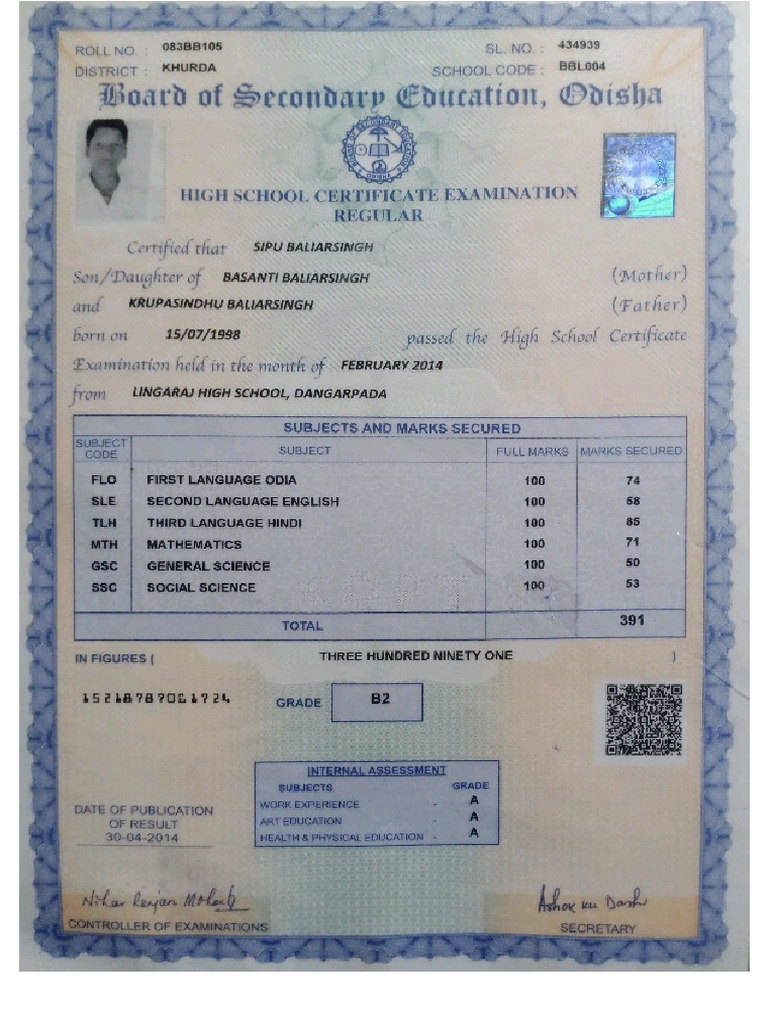 ROLL NO. : 083BB105 SL. NO. : 434939
DISTRICT : KHURDA SCHOOL CODE : BBL004
Board of Secondary Education, Odisha
HIGH SCHOOL CERTIFICATE EXAMINATION
REGULAR
Certified that SIPU BALIARSINGH
Son/Daughter of BASANTI BALIARSINGH (Mother)
and KRUPASINDHU BALIARSINGH (Father)
born on 15/07/1998 passed the High School Certificate
Examination held in the month of FEBRUARY 2014
from LINGARAJ HIGH SCHOOL, DANGARPADA
SUBJECTS AND MARKS SECURED
SUBJECT CODE SUBJECT FULL MARKS MARKS SECURED
FLO FIRST LANGUAGE ODIA 100 74
SLE SECOND LANGUAGE ENGLISH 100 58
TLH THIRD LANGUAGE HINDI 100 85
MTH MATHEMATICS 100 71
GSC GENERAL SCIENCE 100 50
SSC SOCIAL SCIENCE 100 53
TOTAL 391
IN FIGURES ( THREE HUNDRED NINETY ONE )
GRADE B2
INTERNAL ASSESSMENT
SUBJECTS GRADE
WORK EXPERIENCE - A
ART EDUCATION - A
HEALTH & PHYSICAL EDUCATION - A
DATE OF PUBLICATION
OF RESULT
30-04-2014
CONTROLLER OF EXAMINATIONS
SECRETARY